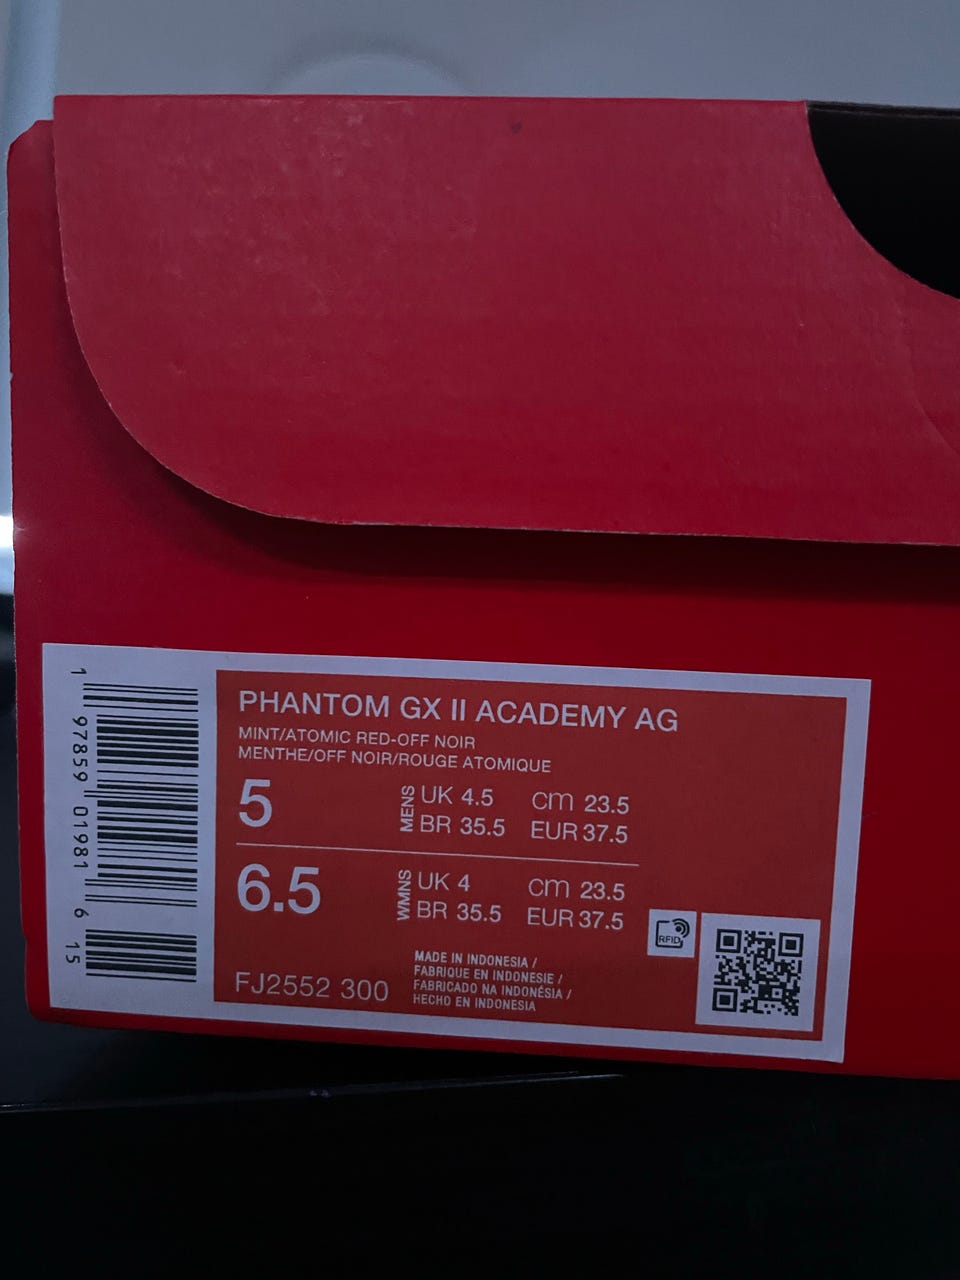 PHANTOM GX II ACADEMY AG
MINT/ATOMIC RED-OFF NOIR
MENTHE/OFF NOIR/ROUGE ATOMIQUE
5 MENS UK 4.5 cm 23.5
BR 35.5 EUR 37.5
6.5 WMNS UK 4 cm 23.5
BR 35.5 EUR 37.5
RFID
MADE IN INDONESIA /
FABRIQUE EN INDONESIE /
FABRICADO NA INDONÉSIA /
HECHO EN INDONESIA
FJ2552 300
1 97859 01981 6 15